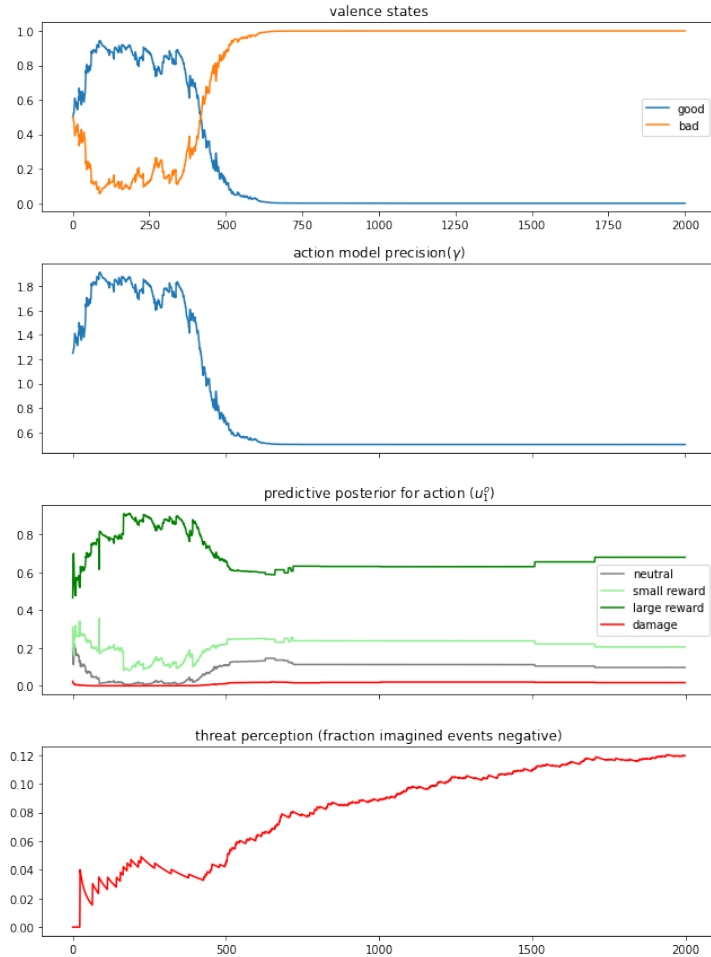 valence states
1.0
0.8
0.6
0.4
0.2
0.0
good
bad
0 250 500 750 1000 1250 1500 1750 2000
action model precision(γ)
1.8
1.6
1.4
1.2
1.0
0.8
0.6
predictive posterior for action (u₁ᵒ)
0.8
0.6
0.4
0.2
0.0
neutral
small reward
large reward
damage
threat perception (fraction imagined events negative)
0.12
0.10
0.08
0.06
0.04
0.02
0.00
0 500 1000 1500 2000